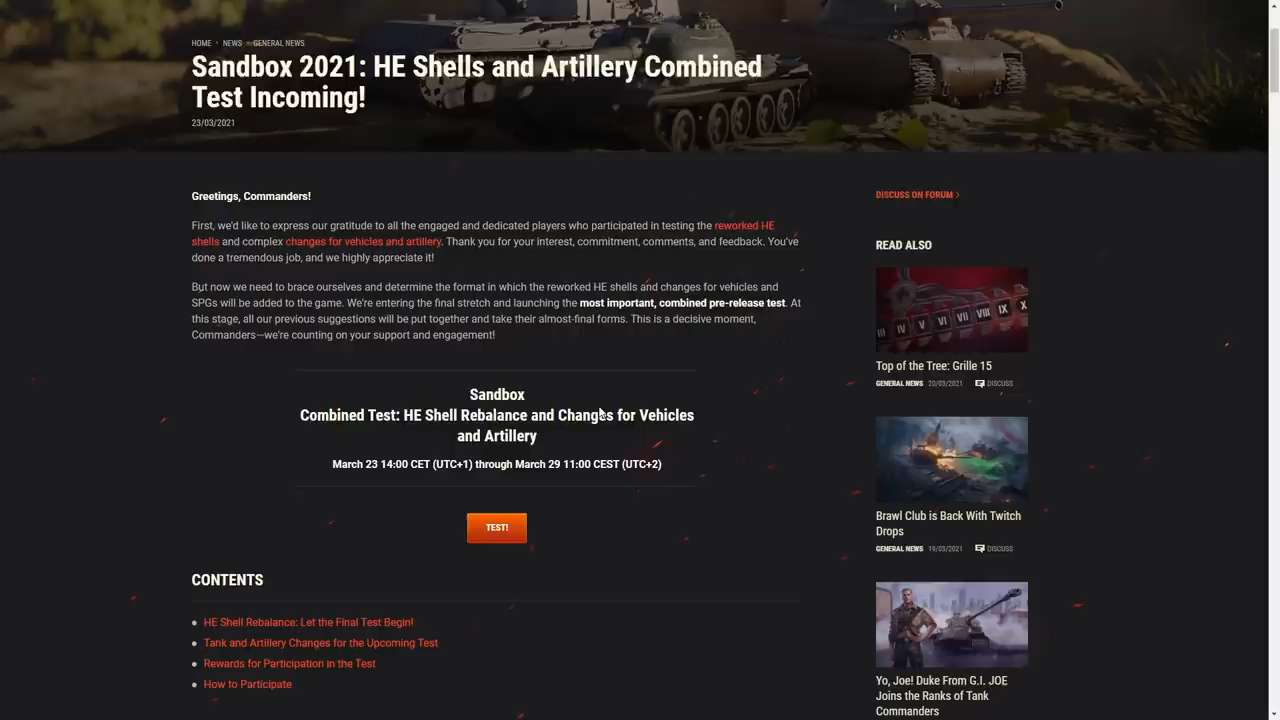 HOME • NEWS • GENERAL NEWS
Sandbox 2021: HE Shells and Artillery Combined
Test Incoming!
23/03/2021
Greetings, Commanders!
First, we'd like to express our gratitude to all the engaged and dedicated players who participated in testing the reworked HE
shells and complex changes for vehicles and artillery. Thank you for your interest, commitment, comments, and feedback. You've
done a tremendous job, and we highly appreciate it!
But now we need to brace ourselves and determine the format in which the reworked HE shells and changes for vehicles and
SPGs will be added to the game. We're entering the final stretch and launching the most important, combined pre-release test. At
this stage, all our previous suggestions will be put together and take their almost-final forms. This is a decisive moment,
Commanders—we're counting on your support and engagement!
Sandbox
Combined Test: HE Shell Rebalance and Changes for Vehicles
and Artillery
March 23 14:00 CET (UTC+1) through March 29 11:00 CEST (UTC+2)
TEST!
CONTENTS
HE Shell Rebalance: Let the Final Test Begin!
Tank and Artillery Changes for the Upcoming Test
Rewards for Participation in the Test
How to Participate
DISCUSS ON FORUM
READ ALSO
III IV V VI VII VIII IX X
Top of the Tree: Grille 15
GENERAL NEWS 20/03/2021 DISCUSS
Brawl Club is Back With Twitch
Drops
GENERAL NEWS 19/03/2021 DISCUSS
Yo, Joe! Duke From G.I. JOE
Joins the Ranks of Tank
Commanders